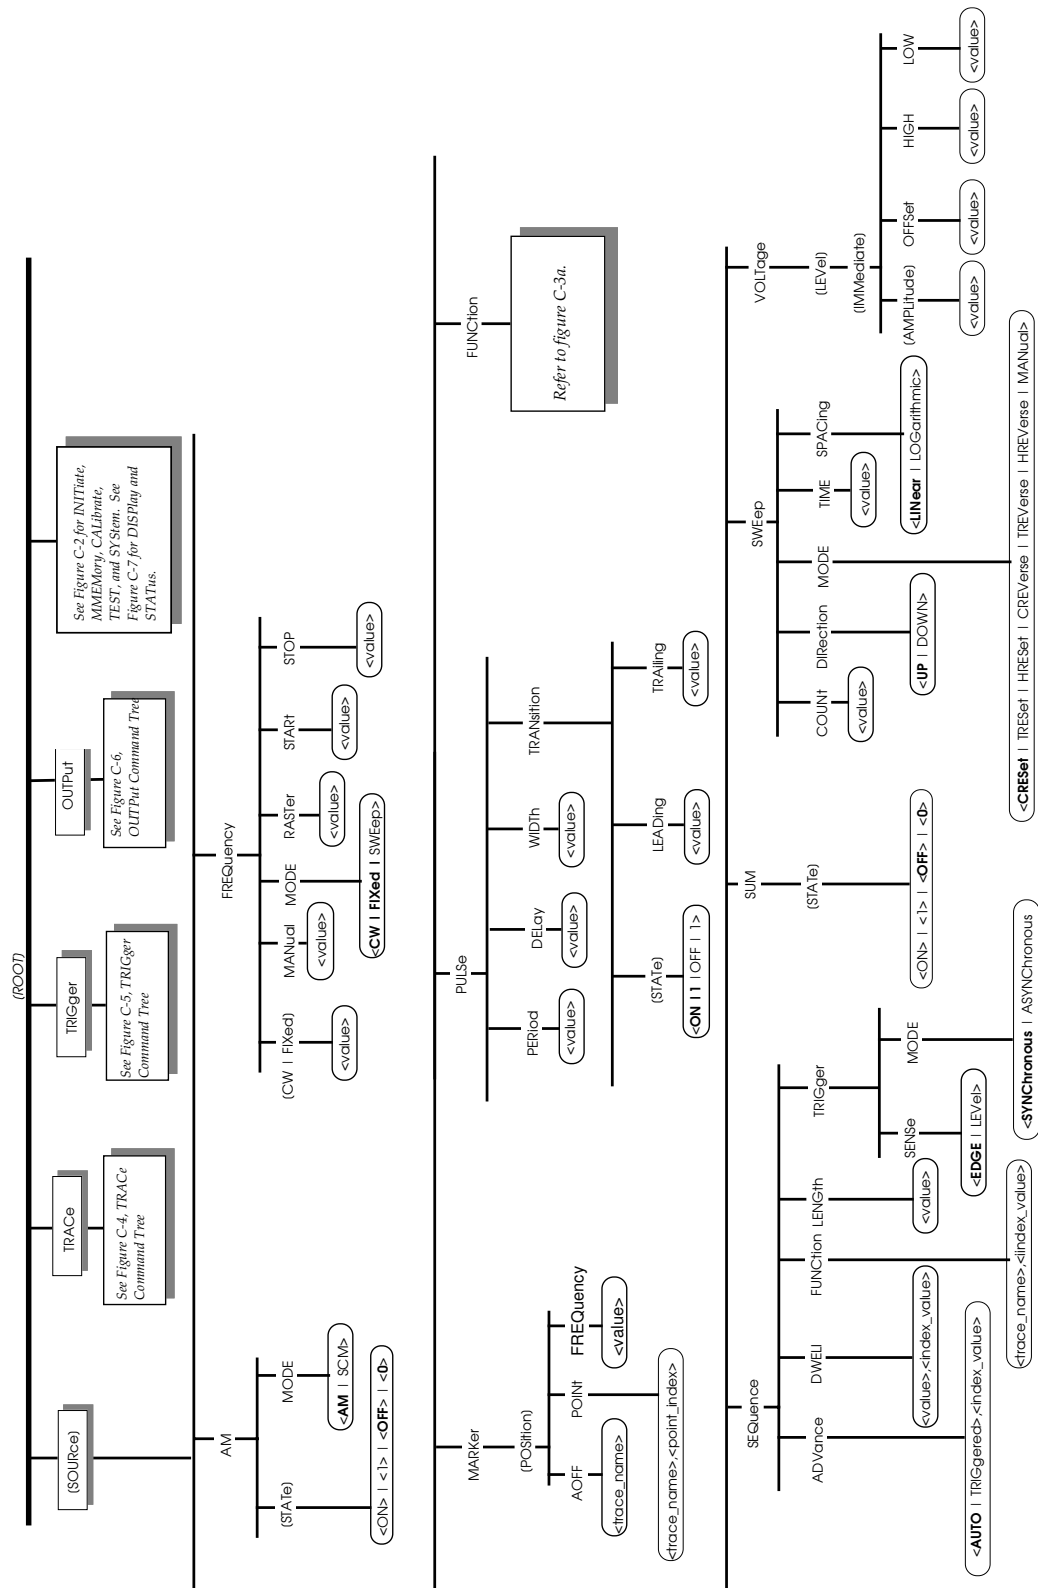 (ROOT)
(SOURce)
TRACe
TRIGger
OUTPut
See Figure C-4, TRACe
Command Tree
See Figure C-5, TRIGger
Command Tree
See Figure C-6,
OUTPut Command Tree
See Figure C-2 for INITiate,
MMEMory, CALibrate,
TEST, and SYStem. See
Figure C-7 for DISPlay and
STATus.
AM
FREQuency
(STATe)
MODE
<ON> | <1> | <OFF> | <0>
<AM | SCM>
(CW | FIXed)
MANual
MODE
RASTer
STARt
STOP
<value>
<value>
<CW | FIXed | SWEep>
<value>
<value>
<value>
MARKer
PULSe
FUNCtion
(POSition)
AOFF
POINt
FREQuency
<trace_name>
<trace_name>,<point_index>
<value>
PERiod
DELay
WIDTh
TRANsition
<value>
<value>
<value>
(STATe)
LEADing
TRAiling
<ON | 1 | OFF | 1>
<value>
<value>
Refer to figure C-3a.
SEQuence
SUM
SWEep
VOLTage
ADVance
DWELl
FUNCtion
LENGth
TRIGger
<AUTO | TRIGgered>,<index_value>
<value>,<index_value>
<trace_name>,<index_value>
<value>
SENSe
MODE
<EDGE | LEVel>
<SYNChronous | ASYNChronous
(STATe)
<ON> | <1> | <OFF> | <0>
COUNt
DIRection
MODE
TIME
SPACing
<value>
<UP | DOWN>
<CRESet | TRESet | HRESet | CREVerse | TREVerse | HREVerse | MANual>
<value>
<LINear | LOGarithmic>
(LEVel)
(IMMediate)
(AMPLitude)
OFFSet
HIGH
LOW
<value>
<value>
<value>
<value>